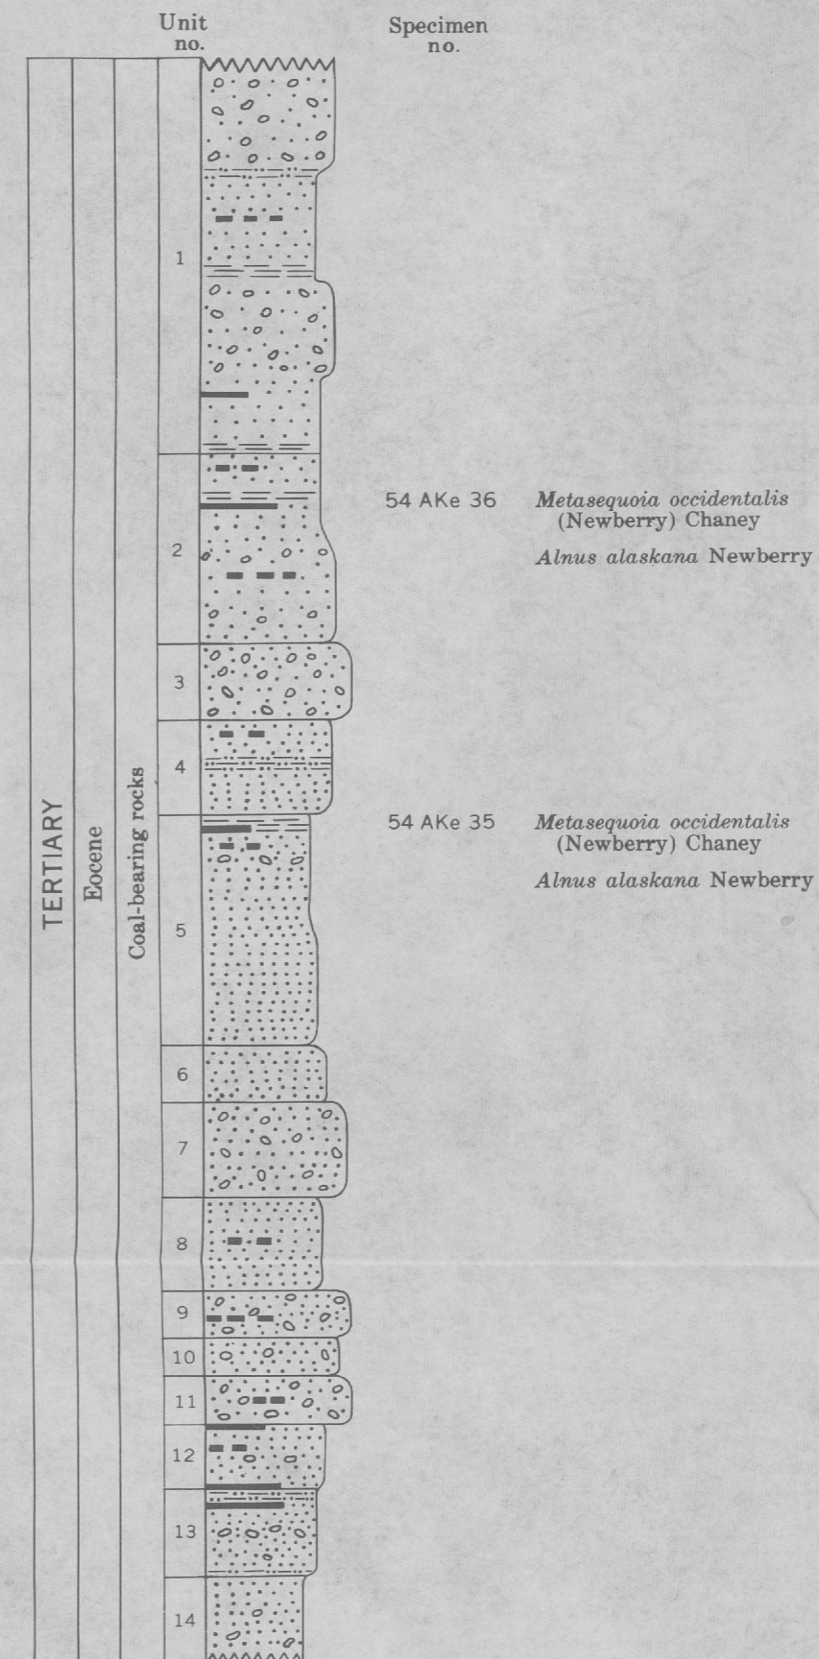 Unit
no.
Specimen
no.
TERTIARY
Eocene
Coal-bearing rocks
1
2
54 AKe 36
Metasequoia occidentalis
(Newberry) Chaney
Alnus alaskana Newberry
3
4
5
54 AKe 35
Metasequoia occidentalis
(Newberry) Chaney
Alnus alaskana Newberry
6
7
8
9
10
11
12
13
14